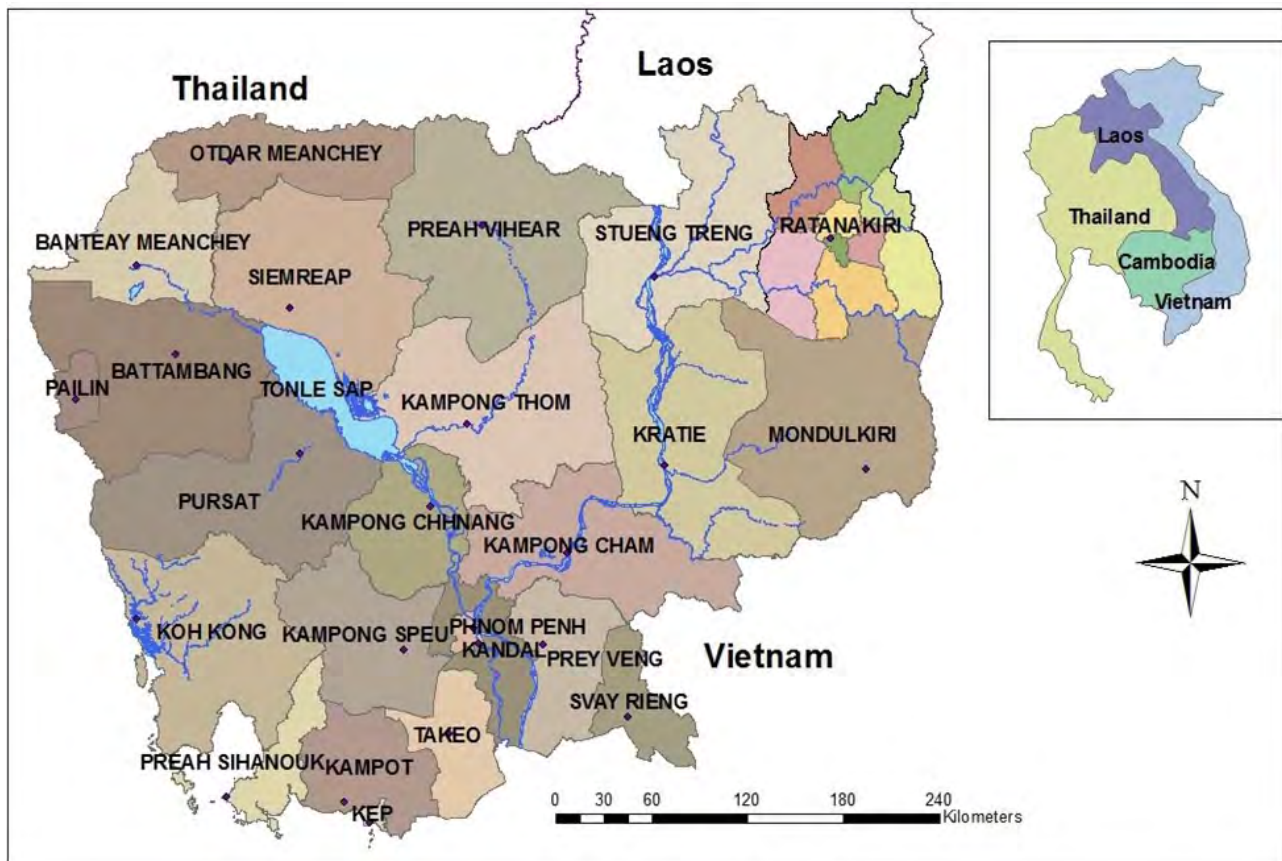 Thailand
Laos
OTDAR MEANCHEY
BANTEAY MEANCHEY
PREAH VIHEAR
STUENG TRENG
RATANAKIRI
SIEMREAP
BATTAMBANG
PAILIN
TONLE SAP
KAMPONG THOM
KRATIE
MONDULKIRI
PURSAT
KAMPONG CHHNANG
KAMPONG CHAM
KOH KONG
KAMPONG SPEU
PHNOM PENH
KANDAL
PREY VENG
Vietnam
SVAY RIENG
TAKEO
PREAH SIHANOUK
KAMPOT
KEP
0 30 60 120 180 240
Kilometers
Laos
Thailand
Cambodia
Vietnam
N